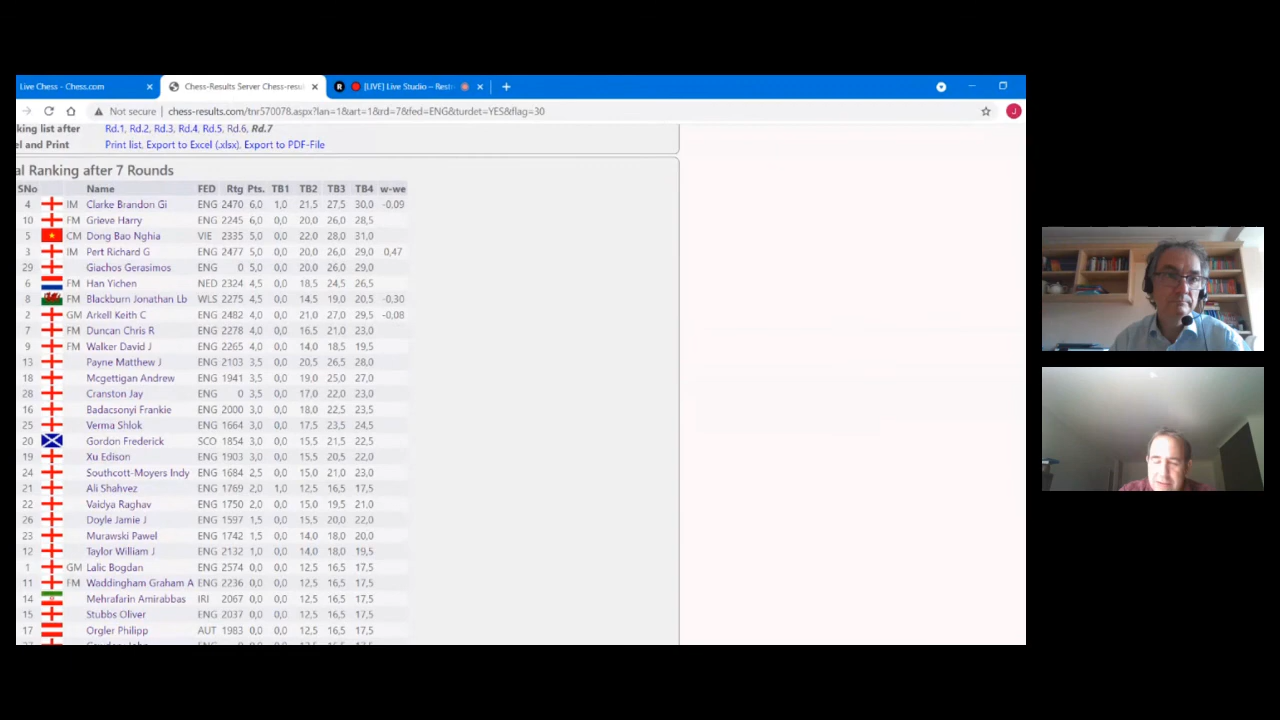 Live Chess - Chess.com Chess-Results Server Chess-resul [LIVE] Live Studio – Restr
Not secure chess-results.com/tnr570078.aspx?lan=1&art=1&rd=7&fed=ENG&turdet=YES&flag=30 J
king list after Rd.1, Rd.2, Rd.3, Rd.4, Rd.5, Rd.6, Rd.7
el and Print Print list, Export to Excel (.xlsx), Export to PDF-File
al Ranking after 7 Rounds
SNo Name FED Rtg Pts. TB1 TB2 TB3 TB4 w-we
4 IM Clarke Brandon Gi ENG 2470 6,0 1,0 21,5 27,5 30,0 -0.09
10 FM Grieve Harry ENG 2245 6,0 0,0 20,0 26,0 28,5
5 CM Dong Bao Nghia VIE 2335 5,0 0,0 22,0 28,0 31,0
3 IM Pert Richard G ENG 2477 5,0 0,0 20,0 26,0 29,0 0,47
29 Giachos Gerasimos ENG 0 5,0 0,0 20,0 26,0 29,0
6 FM Han Yichen NED 2324 4,5 0,0 18,5 24,5 26,5
8 FM Blackburn Jonathan Lb WLS 2275 4,5 0,0 14,5 19,0 20,5 -0.30
2 GM Arkell Keith C ENG 2482 4,0 0,0 21,0 27,0 29,5 -0,08
7 FM Duncan Chris R ENG 2278 4,0 0,0 16,5 21,0 23,0
9 FM Walker David J ENG 2265 4,0 0,0 14,0 18,5 19,5
13 Payne Matthew J ENG 2103 3,5 0,0 20,5 26,5 28,0
18 Mcgettigan Andrew ENG 1941 3,5 0,0 19,0 25,0 27,0
28 Cranston Jay ENG 0 3,5 0,0 17,0 22,0 23,0
16 Badacsonyi Frankie ENG 2000 3,0 0,0 18,0 22,5 23,5
25 Verma Shlok ENG 1664 3,0 0,0 17,5 23,5 24,5
20 Gordon Frederick SCO 1854 3,0 0,0 15,5 21,5 22,5
19 Xu Edison ENG 1903 3,0 0,0 15,5 20,5 22,0
24 Southcott-Moyers Indy ENG 1684 2,5 0,0 15,0 21,0 23,0
21 Ali Shahvez ENG 1769 2,0 1,0 12,5 16,5 17,5
22 Vaidya Raghav ENG 1750 2,0 0,0 15,0 19,5 21,0
26 Doyle Jamie J ENG 1597 1,5 0,0 15,5 20,0 22,0
23 Murawski Pawel ENG 1742 1,5 0,0 14,0 18,0 20,0
12 Taylor William J ENG 2132 1,0 0,0 14,0 18,0 19,5
1 GM Lalic Bogdan ENG 2574 0,0 0,0 12,5 16,5 17,5
11 FM Waddingham Graham A ENG 2236 0,0 0,0 12,5 16,5 17,5
14 Mehrafarin Amirabbas IRI 2067 0,0 0,0 12,5 16,5 17,5
15 Stubbs Oliver ENG 2037 0,0 0,0 12,5 16,5 17,5
17 Orgler Philipp AUT 1983 0,0 0,0 12,5 16,5 17,5